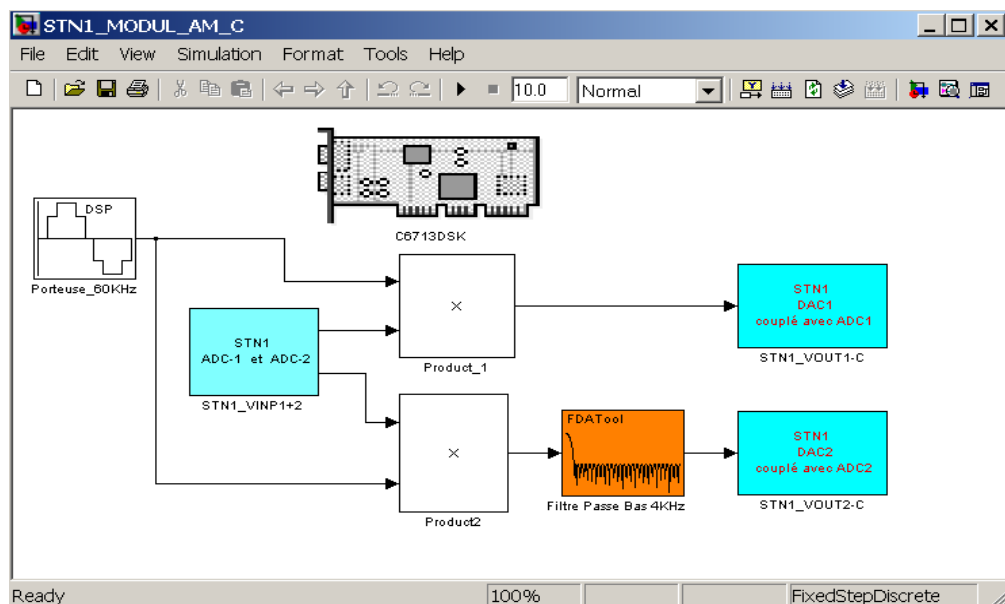 STN1_MODUL_AM_C
File Edit View Simulation Format Tools Help
10.0 Normal
C6713DSK
DSP
Porteuse_60KHz
STN1
ADC-1 et ADC-2
STN1_VINP1+2
×
Product_1
STN1
DAC1
couplé avec ADC1
STN1_VOUT1-C
×
Product2
FDATool
Filtre Passe Bas 4KHz
STN1
DAC2
couplé avec ADC2
STN1_VOUT2-C
Ready 100% FixedStepDiscrete